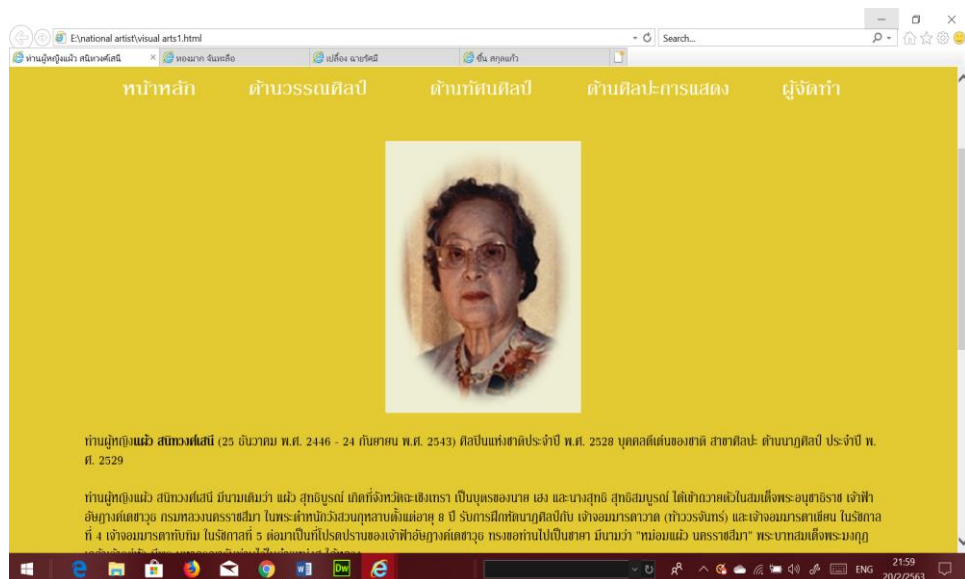 E:\national artist\visual arts1.html
Search...
ท่านผู้หญิงแผ้ว สนิทวงศ์เสนี
ทองมาก จันทะลือ
เปลื้อง ฉายรัศมี
ชิ้น สกุลแก้ว
หน้าหลัก ด้านวรรณศิลป์ ด้านทัศนศิลป์ ด้านศิลปะการแสดง ผู้จัดทำ
ท่านผู้หญิงแผ้ว สนิทวงศ์เสนี (25 ธันวาคม พ.ศ. 2446 - 24 กันยายน พ.ศ. 2543) ศิลปินแห่งชาติประจำปี พ.ศ. 2528 บุคคลดีเด่นของชาติ สาขาศิลปะ ด้านนาฏศิลป์ ประจำปี พ.
ศ. 2529
ท่านผู้หญิงแผ้ว สนิทวงศ์เสนี มีนามเดิมว่า แผ้ว สุทธิบูรณ์ เกิดที่จังหวัดฉะเชิงเทรา เป็นบุตรของนาย เฮง และนางสุทธิ สุทธิสมบูรณ์ ได้เข้าถวายตัวในสมเด็จพระอนุชาธิราช เจ้าฟ้า
อัษฎางค์เดชาวุธ กรมหลวงนครราชสีมา ในพระตำหนักวังสวนกุหลาบตั้งแต่อายุ 8 ปี รับการฝึกหัดนาฏศิลป์กับ เจ้าจอมมารดาวาด (ท้าววรจันทร์) และเจ้าจอมมารดาเขียน ในรัชกาล
ที่ 4 เจ้าจอมมารดาทับทิม ในรัชกาลที่ 5 ต่อมาเป็นที่โปรดปรานของเจ้าฟ้าอัษฎางค์เดชาวุธ ทรงขอท่านไปเป็นชายา มีนามว่า "หม่อมแผ้ว นครราชสีมา" พระบาทสมเด็จพระมงกุฎ
ENG
21:59
20/2/2563